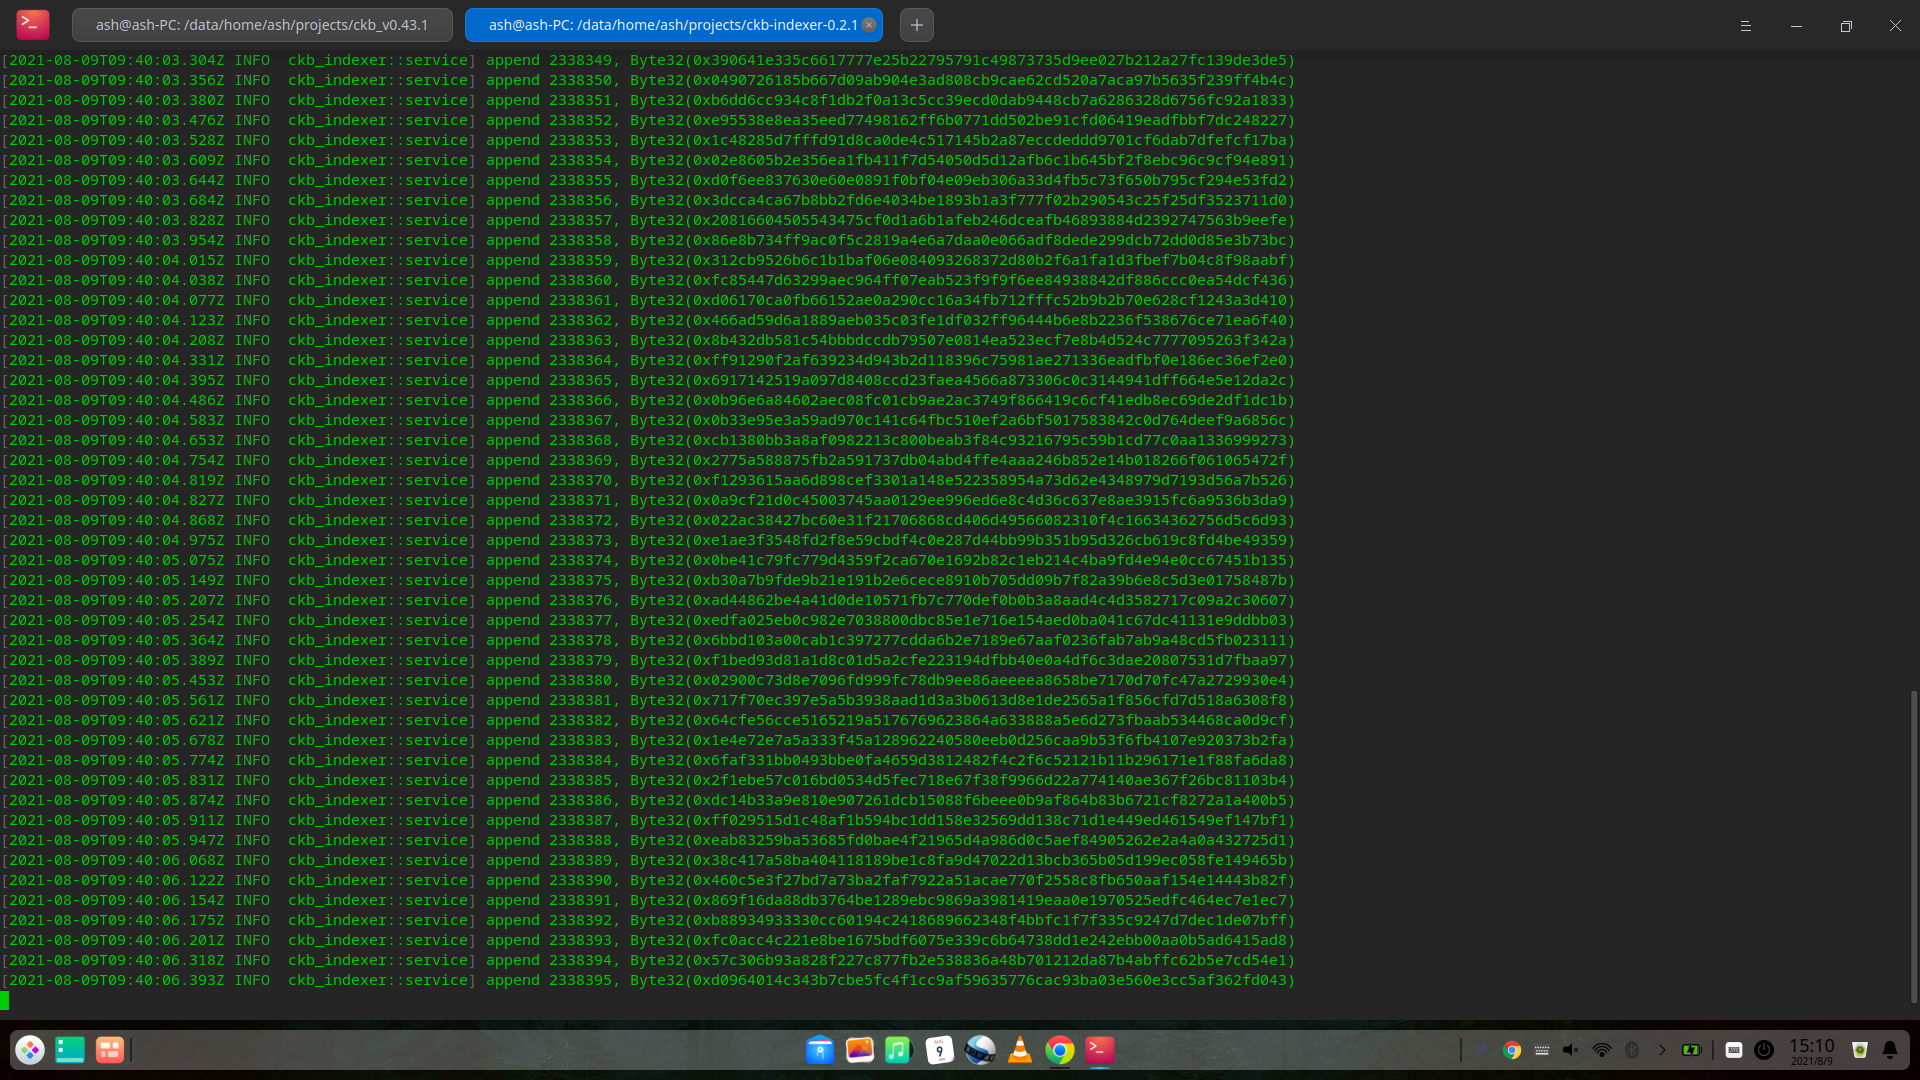 ash@ash-PC: /data/home/ash/projects/ckb_v0.43.1
ash@ash-PC: /data/home/ash/projects/ckb-indexer-0.2.1
[2021-08-09T09:40:03.304Z INFO  ckb_indexer::service] append 2338349, Byte32(0x390641e335c6617777e25b22795791c49873735d9ee027b212a27fc139de3de5)
[2021-08-09T09:40:03.356Z INFO  ckb_indexer::service] append 2338350, Byte32(0x0490726185b667d09ab904e3ad808cb9cae62cd520a7aca97b5635f239ff4b4c)
[2021-08-09T09:40:03.380Z INFO  ckb_indexer::service] append 2338351, Byte32(0xb6dd6cc934c8f1db2f0a13c5cc39ecd0dab9448cb7a6286328d6756fc92a1833)
[2021-08-09T09:40:03.476Z INFO  ckb_indexer::service] append 2338352, Byte32(0xe95538e8ea35eed77498162ff6b0771dd502be91cfd06419eadfbbf7dc248227)
[2021-08-09T09:40:03.528Z INFO  ckb_indexer::service] append 2338353, Byte32(0x1c48285d7fffd91d8ca0de4c517145b2a87eccdeddd9701cf6dab7dfefcf17ba)
[2021-08-09T09:40:03.609Z INFO  ckb_indexer::service] append 2338354, Byte32(0x02e8605b2e356ea1fb411f7d54050d5d12afb6c1b645bf2f8ebc96c9cf94e891)
[2021-08-09T09:40:03.644Z INFO  ckb_indexer::service] append 2338355, Byte32(0xd0f6ee837630e60e0891f0bf04e09eb306a33d4fb5c73f650b795cf294e53fd2)
[2021-08-09T09:40:03.684Z INFO  ckb_indexer::service] append 2338356, Byte32(0x3dcca4ca67b8bb2fd6e4034be1893b1a3f777f02b290543c25f25df3523711d0)
[2021-08-09T09:40:03.828Z INFO  ckb_indexer::service] append 2338357, Byte32(0x20816604505543475cf0d1a6b1afeb246dceafb46893884d2392747563b9eefe)
[2021-08-09T09:40:03.954Z INFO  ckb_indexer::service] append 2338358, Byte32(0x86e8b734ff9ac0f5c2819a4e6a7daa0e066adf8dede299dcb72dd0d85e3b73bc)
[2021-08-09T09:40:04.015Z INFO  ckb_indexer::service] append 2338359, Byte32(0x312cb9526b6c1b1baf06e084093268372d80b2f6a1fa1d3fbef7b04c8f98aabf)
[2021-08-09T09:40:04.038Z INFO  ckb_indexer::service] append 2338360, Byte32(0xfc85447d63299aec964ff07eab523f9f9f6ee84938842df886ccc0ea54dcf436)
[2021-08-09T09:40:04.077Z INFO  ckb_indexer::service] append 2338361, Byte32(0xd06170ca0fb66152ae0a290cc16a34fb712fffc52b9b2b70e628cf1243a3d410)
[2021-08-09T09:40:04.123Z INFO  ckb_indexer::service] append 2338362, Byte32(0x466ad59d6a1889aeb035c03fe1df032ff96444b6e8b2236f538676ce71ea6f40)
[2021-08-09T09:40:04.208Z INFO  ckb_indexer::service] append 2338363, Byte32(0x8b432db581c54bbbdccdb79507e0814ea523ecf7e8b4d524c7777095263f342a)
[2021-08-09T09:40:04.331Z INFO  ckb_indexer::service] append 2338364, Byte32(0xff91290f2af639234d943b2d118396c75981ae271336eadfbf0e186ec36ef2e0)
[2021-08-09T09:40:04.395Z INFO  ckb_indexer::service] append 2338365, Byte32(0x6917142519a097d8408ccd23faea4566a873306c0c3144941dff664e5e12da2c)
[2021-08-09T09:40:04.486Z INFO  ckb_indexer::service] append 2338366, Byte32(0x0b96e6a84602aec08fc01cb9ae2ac3749f866419c6cf41edb8ec69de2df1dc1b)
[2021-08-09T09:40:04.583Z INFO  ckb_indexer::service] append 2338367, Byte32(0x0b33e95e3a59ad970c141c64fbc510ef2a6bf5017583842c0d764deef9a6856c)
[2021-08-09T09:40:04.653Z INFO  ckb_indexer::service] append 2338368, Byte32(0xcb1380bb3a8af0982213c800beab3f84c93216795c59b1cd77c0aa1336999273)
[2021-08-09T09:40:04.754Z INFO  ckb_indexer::service] append 2338369, Byte32(0x2775a588875fb2a591737db04abd4ffe4aaa246b852e14b018266f061065472f)
[2021-08-09T09:40:04.819Z INFO  ckb_indexer::service] append 2338370, Byte32(0xf1293615aa6d898cef3301a148e522358954a73d62e4348979d7193d56a7b526)
[2021-08-09T09:40:04.827Z INFO  ckb_indexer::service] append 2338371, Byte32(0x0a9cf21d0c45003745aa0129ee996ed6e8c4d36c637e8ae3915fc6a9536b3da9)
[2021-08-09T09:40:04.868Z INFO  ckb_indexer::service] append 2338372, Byte32(0x022ac38427bc60e31f21706868cd406d49566082310f4c16634362756d5c6d93)
[2021-08-09T09:40:04.975Z INFO  ckb_indexer::service] append 2338373, Byte32(0xe1ae3f3548fd2f8e59cbdf4c0e287d44bb99b351b95d326cb619c8fd4be49359)
[2021-08-09T09:40:05.075Z INFO  ckb_indexer::service] append 2338374, Byte32(0x0be41c79fc779d4359f2ca670e1692b82c1eb214c4ba9fd4e94e0cc67451b135)
[2021-08-09T09:40:05.149Z INFO  ckb_indexer::service] append 2338375, Byte32(0xb30a7b9fde9b21e191b2e6cece8910b705dd09b7f82a39b6e8c5d3e01758487b)
[2021-08-09T09:40:05.207Z INFO  ckb_indexer::service] append 2338376, Byte32(0xad44862be4a41d0de10571fb7c770def0b0b3a8aad4c4d3582717c09a2c30607)
[2021-08-09T09:40:05.254Z INFO  ckb_indexer::service] append 2338377, Byte32(0xedfa025eb0c982e7038800dbc85e1e716e154aed0ba041c67dc41131e9ddbb03)
[2021-08-09T09:40:05.364Z INFO  ckb_indexer::service] append 2338378, Byte32(0x6bbd103a00cab1c397277cdda6b2e7189e67aaf0236fab7ab9a48cd5fb023111)
[2021-08-09T09:40:05.389Z INFO  ckb_indexer::service] append 2338379, Byte32(0xf1bed93d81a1d8c01d5a2cfe223194dfbb40e0a4df6c3dae20807531d7fbaa97)
[2021-08-09T09:40:05.453Z INFO  ckb_indexer::service] append 2338380, Byte32(0x02900c73d8e7096fd999fc78db9ee86aeeeea8658be7170d70fc47a2729930e4)
[2021-08-09T09:40:05.561Z INFO  ckb_indexer::service] append 2338381, Byte32(0x717f70ec397e5a5b3938aad1d3a3b0613d8e1de2565a1f856cfd7d518a6308f8)
[2021-08-09T09:40:05.621Z INFO  ckb_indexer::service] append 2338382, Byte32(0x64cfe56cce5165219a5176769623864a633888a5e6d273fbaab534468ca0d9cf)
[2021-08-09T09:40:05.678Z INFO  ckb_indexer::service] append 2338383, Byte32(0x1e4e72e7a5a333f45a128962240580eeb0d256caa9b53f6fb4107e920373b2fa)
[2021-08-09T09:40:05.774Z INFO  ckb_indexer::service] append 2338384, Byte32(0x6faf331bb0493bbe0fa4659d3812482f4c2f6c52121b11b296171e1f88fa6da8)
[2021-08-09T09:40:05.831Z INFO  ckb_indexer::service] append 2338385, Byte32(0x2f1ebe57c016bd0534d5fec718e67f38f9966d22a774140ae367f26bc81103b4)
[2021-08-09T09:40:05.874Z INFO  ckb_indexer::service] append 2338386, Byte32(0xdc14b33a9e810e907261dcb15088f6beee0b9af864b83b6721cf8272a1a400b5)
[2021-08-09T09:40:05.911Z INFO  ckb_indexer::service] append 2338387, Byte32(0xff029515d1c48af1b594bc1dd158e32569dd138c71d1e449ed461549ef147bf1)
[2021-08-09T09:40:05.947Z INFO  ckb_indexer::service] append 2338388, Byte32(0xeab83259ba53685fd0bae4f21965d4a986d0c5aef84905262e2a4a0a432725d1)
[2021-08-09T09:40:06.068Z INFO  ckb_indexer::service] append 2338389, Byte32(0x38c417a58ba404118189be1c8fa9d47022d13bcb365b05d199ec058fe149465b)
[2021-08-09T09:40:06.122Z INFO  ckb_indexer::service] append 2338390, Byte32(0x460c5e3f27bd7a73ba2faf7922a51acae770f2558c8fb650aaf154e14443b82f)
[2021-08-09T09:40:06.154Z INFO  ckb_indexer::service] append 2338391, Byte32(0x869f16da88db3764be1289ebc9869a3981419eaa0e1970525edfc464ec7e1ec7)
[2021-08-09T09:40:06.175Z INFO  ckb_indexer::service] append 2338392, Byte32(0xb88934933330cc60194c2418689662348f4bbfc1f7f335c9247d7dec1de07bff)
[2021-08-09T09:40:06.201Z INFO  ckb_indexer::service] append 2338393, Byte32(0xfc0acc4c221e8be1675bdf6075e339c6b64738dd1e242ebb00aa0b5ad6415ad8)
[2021-08-09T09:40:06.318Z INFO  ckb_indexer::service] append 2338394, Byte32(0x57c306b93a828f227c877fb2e538836a48b701212da87b4abffc62b5e7cd54e1)
[2021-08-09T09:40:06.393Z INFO  ckb_indexer::service] append 2338395, Byte32(0xd0964014c343b7cbe5fc4f1cc9af59635776cac93ba03e560e3cc5af362fd043)
AUG
9
15:10
2021/8/9